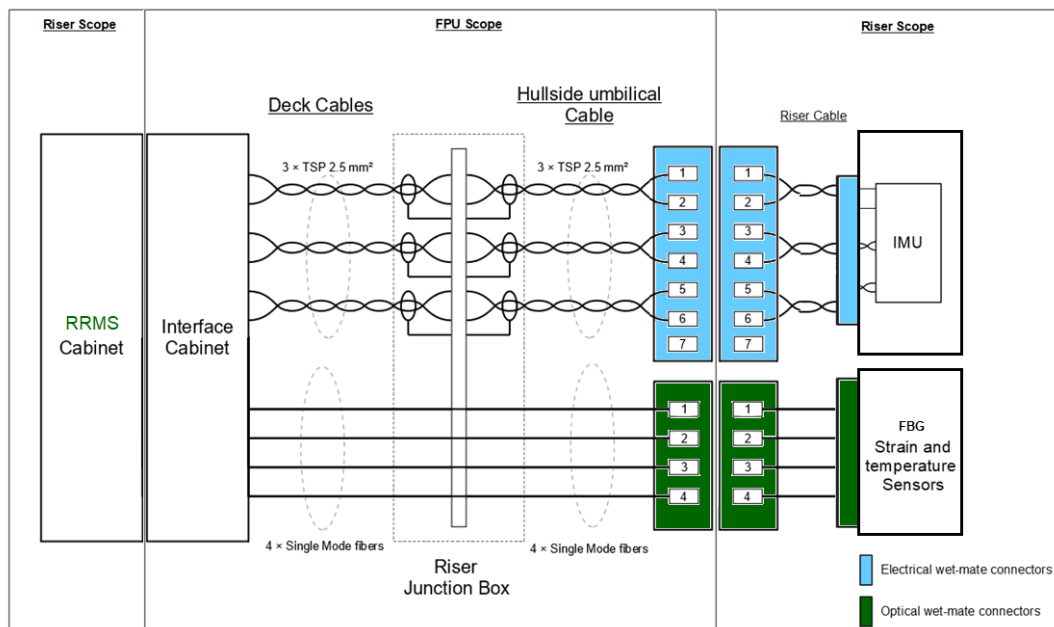 Riser Scope
FPU Scope
Riser Scope
Deck Cables
Hullside umbilical
Cable
Riser Cable
3 × TSP 2.5 mm²
3 × TSP 2.5 mm²
1
2
3
4
5
6
7
1
2
3
4
5
6
7
IMU
RRMS
Cabinet
Interface
Cabinet
1
2
3
4
1
2
3
4
FBG
Strain and
temperature
Sensors
4 × Single Mode fibers
4 × Single Mode fibers
Riser
Junction Box
Electrical wet-mate connectors
Optical wet-mate connectors